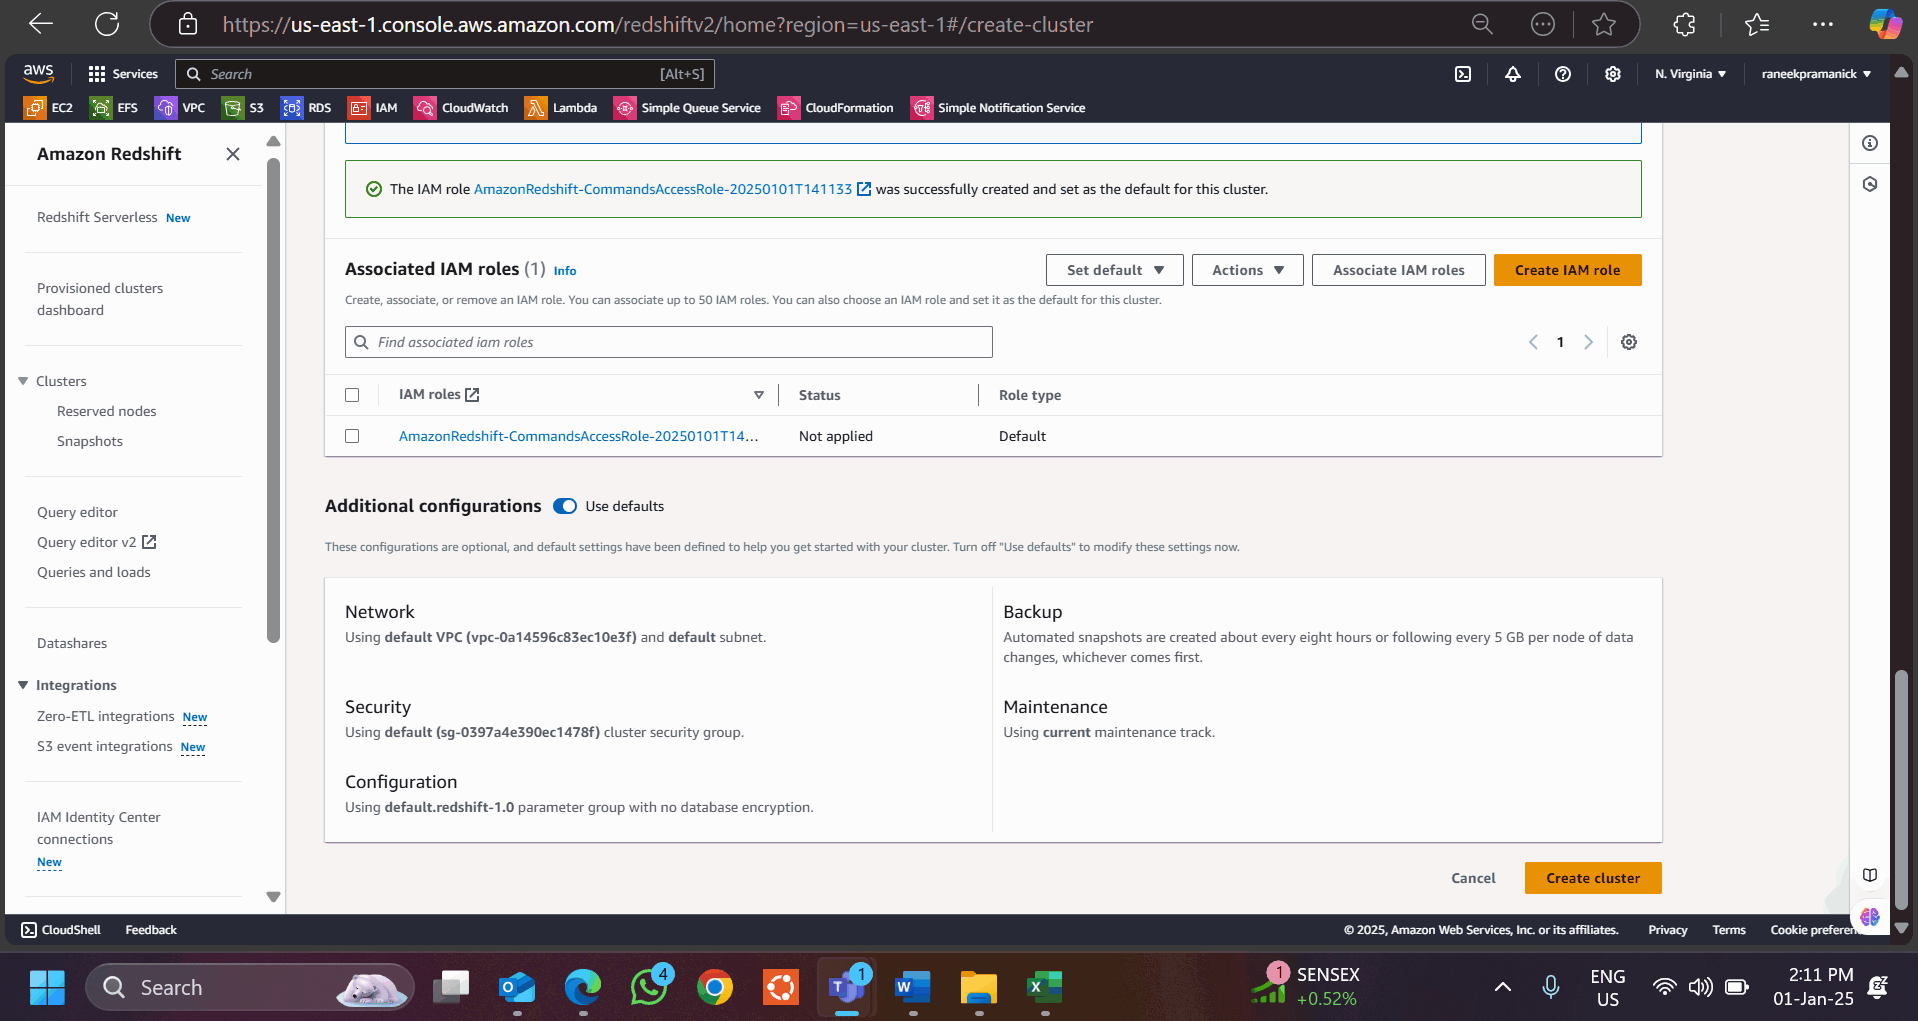 https://us-east-1.console.aws.amazon.com/redshiftv2/home?region=us-east-1#/create-cluster
aws
Services
Search
[Alt+S]
N. Virginia
raneekpramanick
EC2
EFS
VPC
S3
RDS
IAM
CloudWatch
Lambda
Simple Queue Service
CloudFormation
Simple Notification Service
Amazon Redshift
Redshift Serverless New
Provisioned clusters
dashboard
Clusters
Reserved nodes
Snapshots
Query editor
Query editor v2
Queries and loads
Datashares
Integrations
Zero-ETL integrations New
S3 event integrations New
IAM Identity Center
connections
New
The IAM role AmazonRedshift-CommandsAccessRole-20250101T141133 was successfully created and set as the default for this cluster.
Associated IAM roles (1) Info
Set default
Actions
Associate IAM roles
Create IAM role
Create, associate, or remove an IAM role. You can associate up to 50 IAM roles. You can also choose an IAM role and set it as the default for this cluster.
Find associated iam roles
1
IAM roles
Status
Role type
AmazonRedshift-CommandsAccessRole-20250101T14...
Not applied
Default
Additional configurations
Use defaults
These configurations are optional, and default settings have been defined to help you get started with your cluster. Turn off "Use defaults" to modify these settings now.
Network
Using default VPC (vpc-0a14596c83ec10e3f) and default subnet.
Security
Using default (sg-0397a4e390ec1478f) cluster security group.
Configuration
Using default.redshift-1.0 parameter group with no database encryption.
Backup
Automated snapshots are created about every eight hours or following every 5 GB per node of data
changes, whichever comes first.
Maintenance
Using current maintenance track.
Cancel
Create cluster
CloudShell
Feedback
© 2025, Amazon Web Services, Inc. or its affiliates.
Privacy
Terms
Cookie preferen
Search
4
1
1
SENSEX
+0.52%
ENG
US
2:11 PM
01-Jan-25